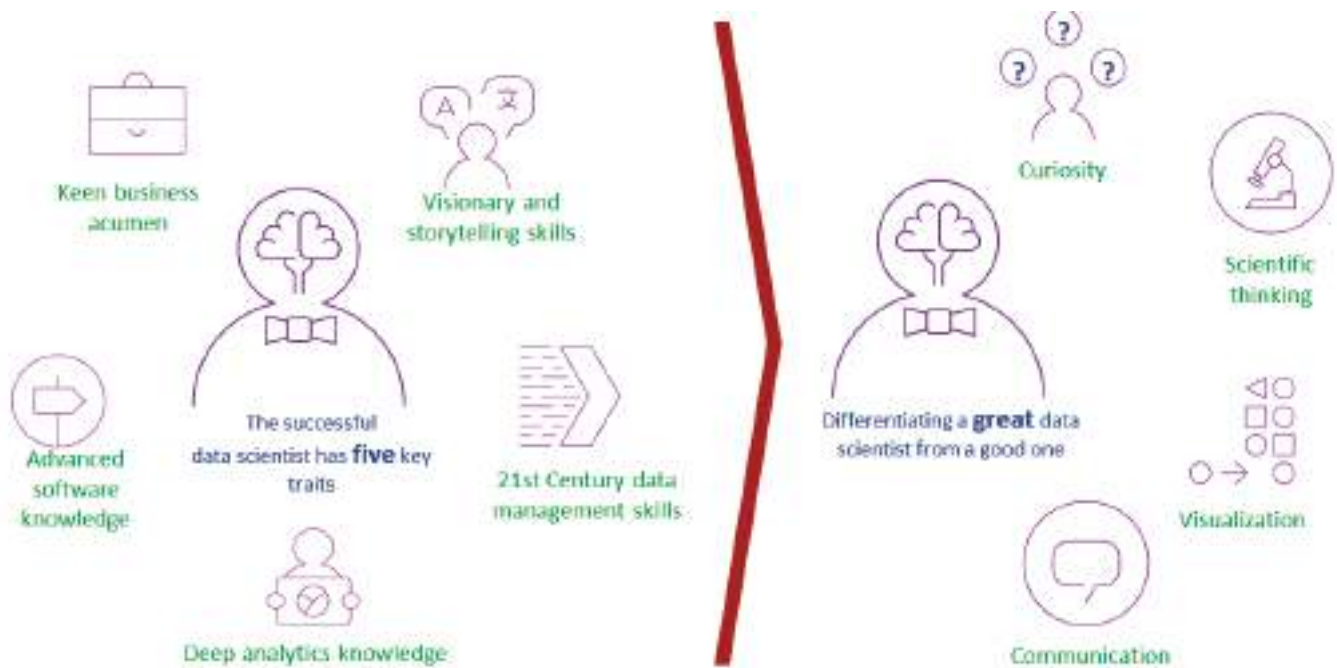 Keen business
acumen
Visionary and
storytelling skills
A 文
Advanced
software
knowledge
The successful
data scientist has five key
traits
21st Century data
management skills
Deep analytics knowledge
? ? ?
Curiosity
Scientific
thinking
Differentiating a great data
scientist from a good one
Visualization
Communication